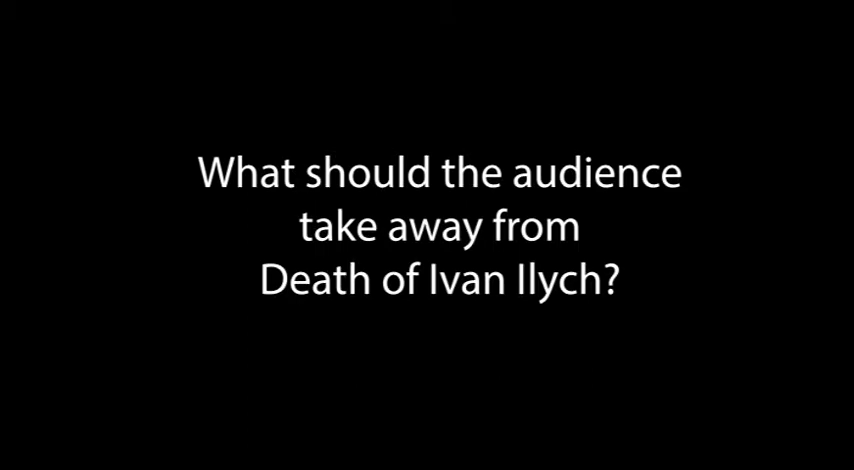 What should the audience
take away from
Death of Ivan Ilych?